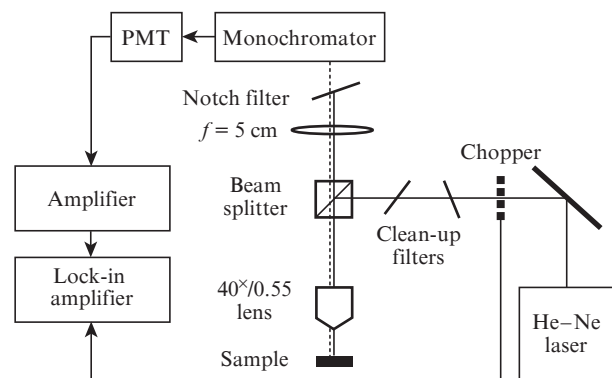 PMT
Monochromator
Notch filter
f = 5 cm
Chopper
Beam
splitter
Amplifier
Clean-up
filters
Lock-in
amplifier
40×/0.55
lens
He–Ne
laser
Sample